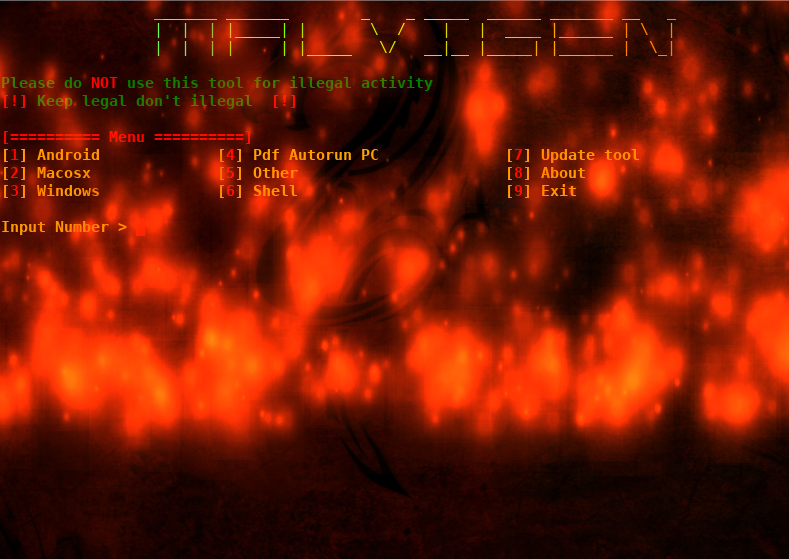 MALVIGEN
Please do NOT use this tool for illegal activity
[!] Keep legal don't illegal [!]
[========== Menu ==========]
[1] Android [4] Pdf Autorun PC [7] Update tool
[2] Macosx [5] Other [8] About
[3] Windows [6] Shell [9] Exit
Input Number >